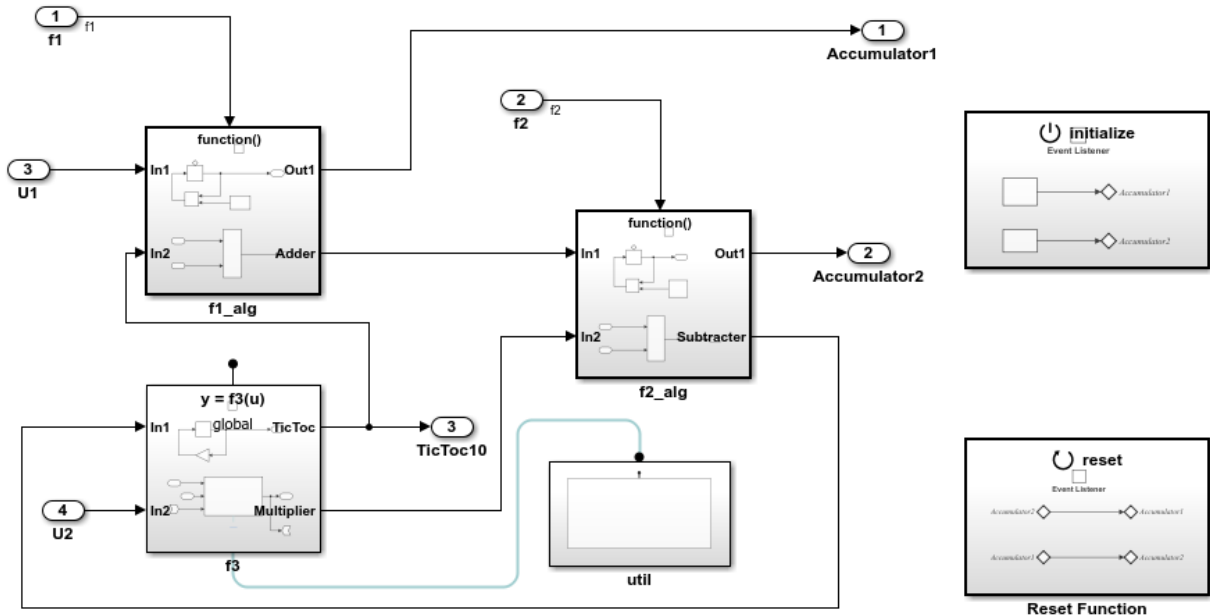 1
f1
f1
1
Accumulator1
2
f2
f2
function()
In1
Out1
3
U1
In2
Adder
f1_alg
function()
In1
Out1
2
Accumulator2
In2
Subtracter
f2_alg
initialize
Event Listener
Accumulator1
Accumulator2
y = f3(u)
global
In1
TicToc
3
TicToc10
4
U2
In2
Multiplier
f3
f
util
reset
Event Listener
Accumulator2
Accumulator1
Accumulator1
Accumulator2
Reset Function